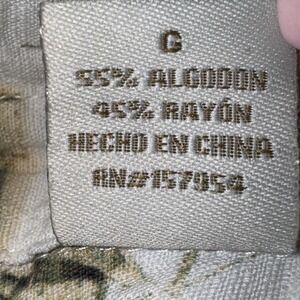 G
55% ALGODON
45% RAYÓN
HECHO EN CHINA
RN#157954